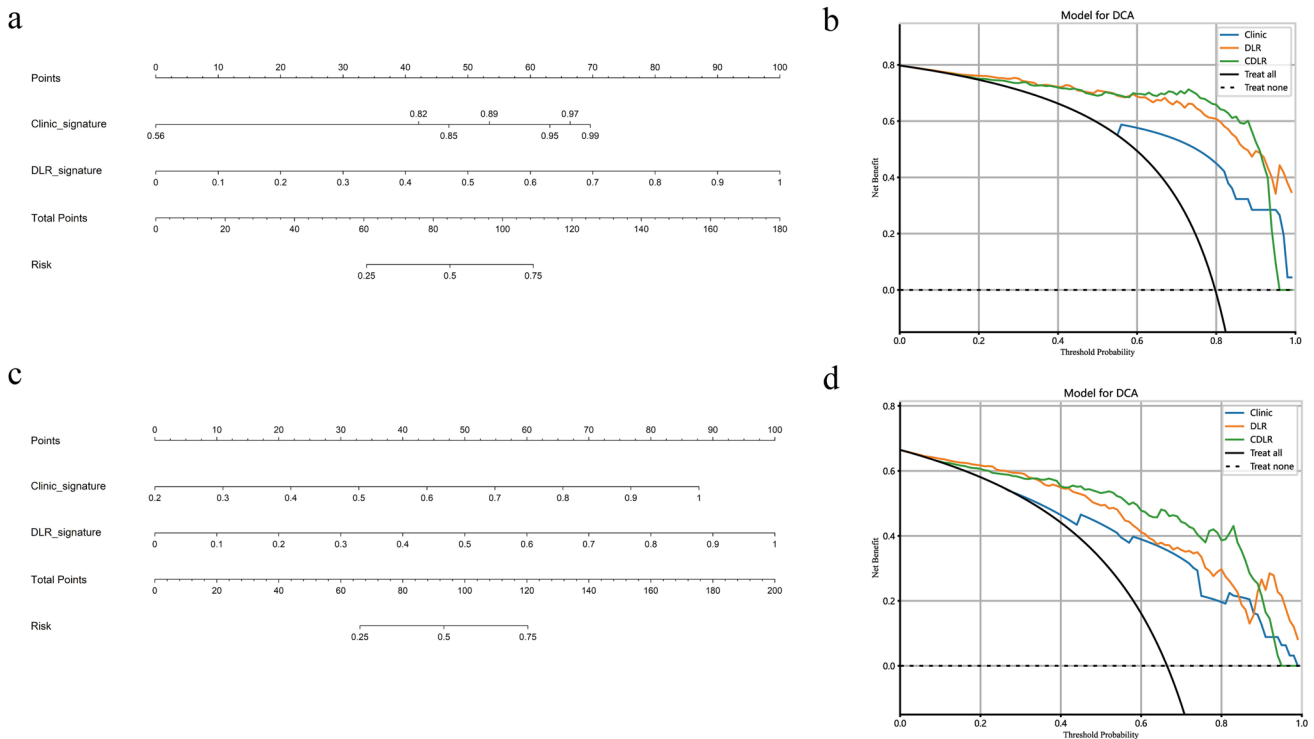 a
Points
0 10 20 30 40 50 60 70 80 90 100
Clinic_signature
0.82 0.89 0.97
0.56 0.85 0.95 0.99
DLR_signature
0 0.1 0.2 0.3 0.4 0.5 0.6 0.7 0.8 0.9 1
Total Points
0 20 40 60 80 100 120 140 160 180
Risk
0.25 0.5 0.75
b
Model for DCA
Clinic
DLR
CDLR
Treat all
Treat none
Net Benefit
0.8
0.6
0.4
0.2
0.0
0.0 0.2 0.4 0.6 0.8 1.0
Threshold Probability
c
Points
0 10 20 30 40 50 60 70 80 90 100
Clinic_signature
0.2 0.3 0.4 0.5 0.6 0.7 0.8 0.9 1
DLR_signature
0 0.1 0.2 0.3 0.4 0.5 0.6 0.7 0.8 0.9 1
Total Points
0 20 40 60 80 100 120 140 160 180 200
Risk
0.25 0.5 0.75
d
Model for DCA
Clinic
DLR
CDLR
Treat all
Treat none
Net Benefit
0.8
0.6
0.4
0.2
0.0
0.0 0.2 0.4 0.6 0.8 1.0
Threshold Probability